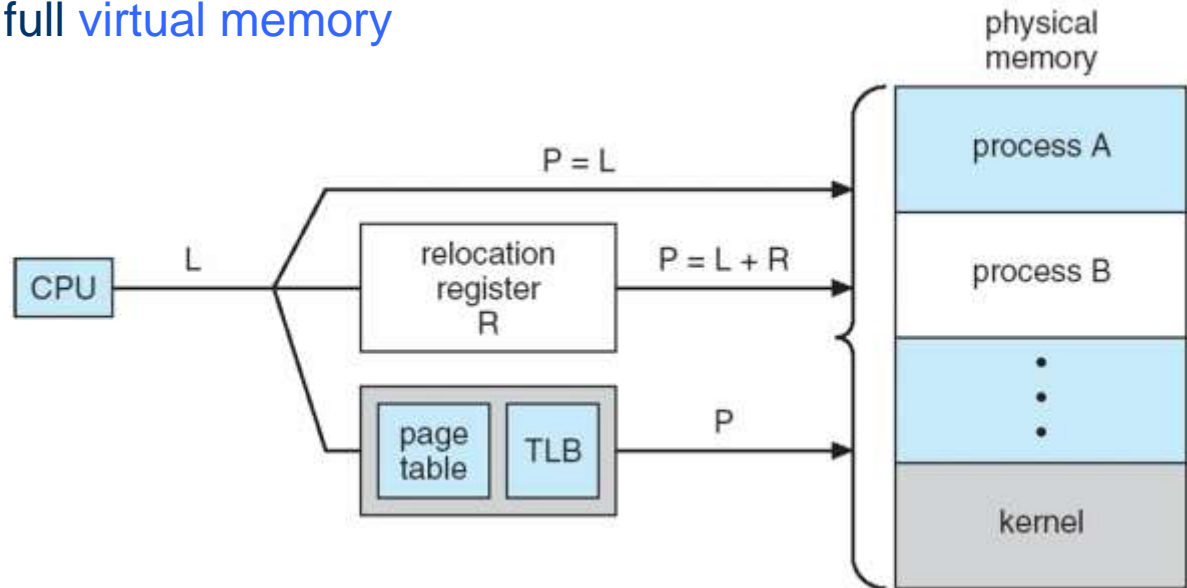 full virtual memory
physical
memory
process A
P = L
L
relocation
register
R
P = L + R
process B
CPU
page
table
TLB
P
kernel